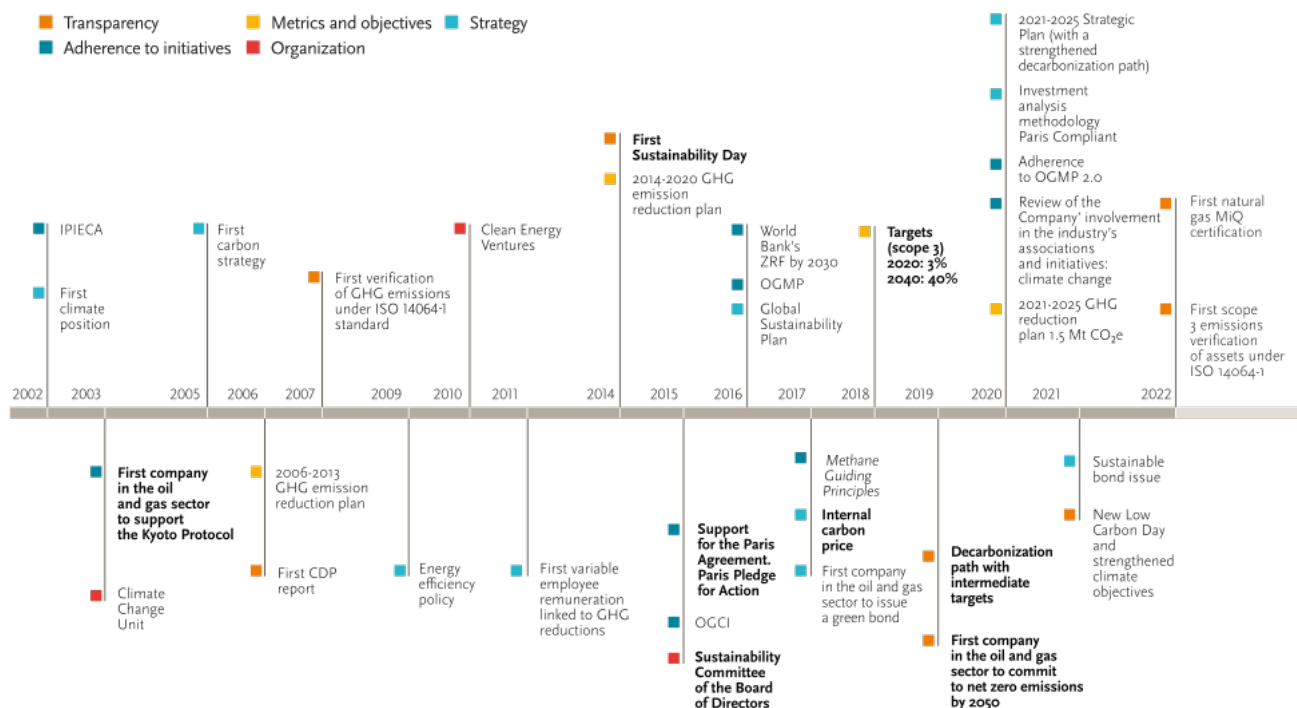 Transparency
Metrics and objectives
Strategy
Adherence to initiatives
Organization
IPIECA
First
climate
position
First
carbon
strategy
First verification
of GHG emissions
under ISO 14064-1
standard
Clean Energy
Ventures
First
Sustainability Day
2014-2020 GHG
emission
reduction plan
World
Bank's
ZRF by 2030
OGMP
Global
Sustainability
Plan
Targets
(scope 3)
2020: 3%
2040: 40%
2021-2025 Strategic
Plan (with a
strengthened
decarbonization path)
Investment
analysis
methodology
Paris Compliant
Adherence
to OGMP 2.0
Review of the
Company' involvement
in the industry's
associations
and initiatives:
climate change
2021-2025 GHG
reduction
plan 1.5 Mt CO₂e
First natural
gas MiQ
certification
First scope
3 emissions
verification
of assets under
ISO 14064-1
2002 2003 2005 2006 2007 2009 2010 2011 2014 2015 2016 2017 2018 2019 2020 2021 2022
First company
in the oil
and gas sector
to support
the Kyoto Protocol
Climate
Change
Unit
2006-2013
GHG emission
reduction plan
First CDP
report
Energy
efficiency
policy
First variable
employee
remuneration
linked to GHG
reductions
Support
for the Paris
Agreement.
Paris Pledge
for Action
OGCI
Sustainability
Committee
of the Board
of Directors
Methane
Guiding
Principles
Internal
carbon
price
First company
in the oil and gas
sector to issue
a green bond
Decarbonization
path with
intermediate
targets
First company
in the oil and gas
sector to commit
to net zero emissions
by 2050
Sustainable
bond issue
New Low
Carbon Day
and
strengthened
climate
objectives